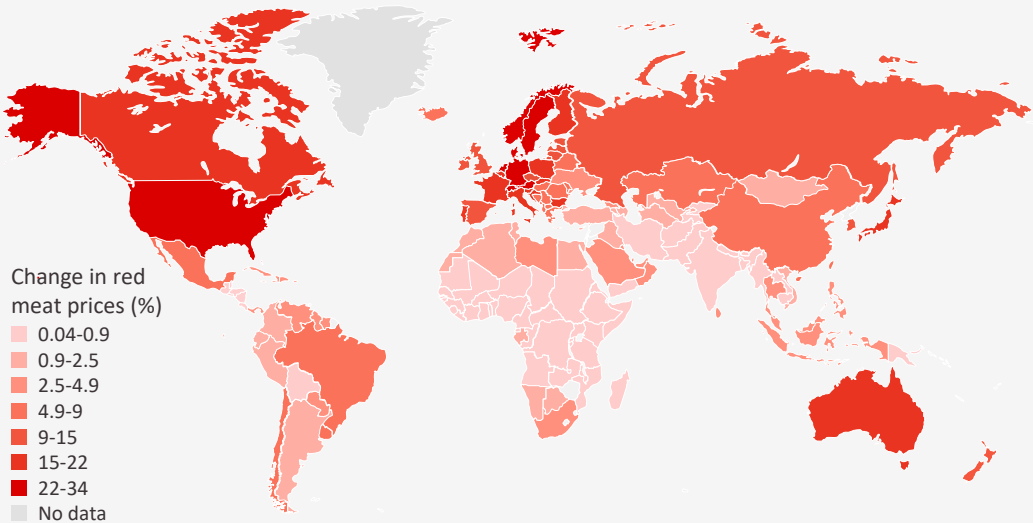 Change in red
meat prices (%)
0.04-0.9
0.9-2.5
2.5-4.9
4.9-9
9-15
15-22
22-34
No data